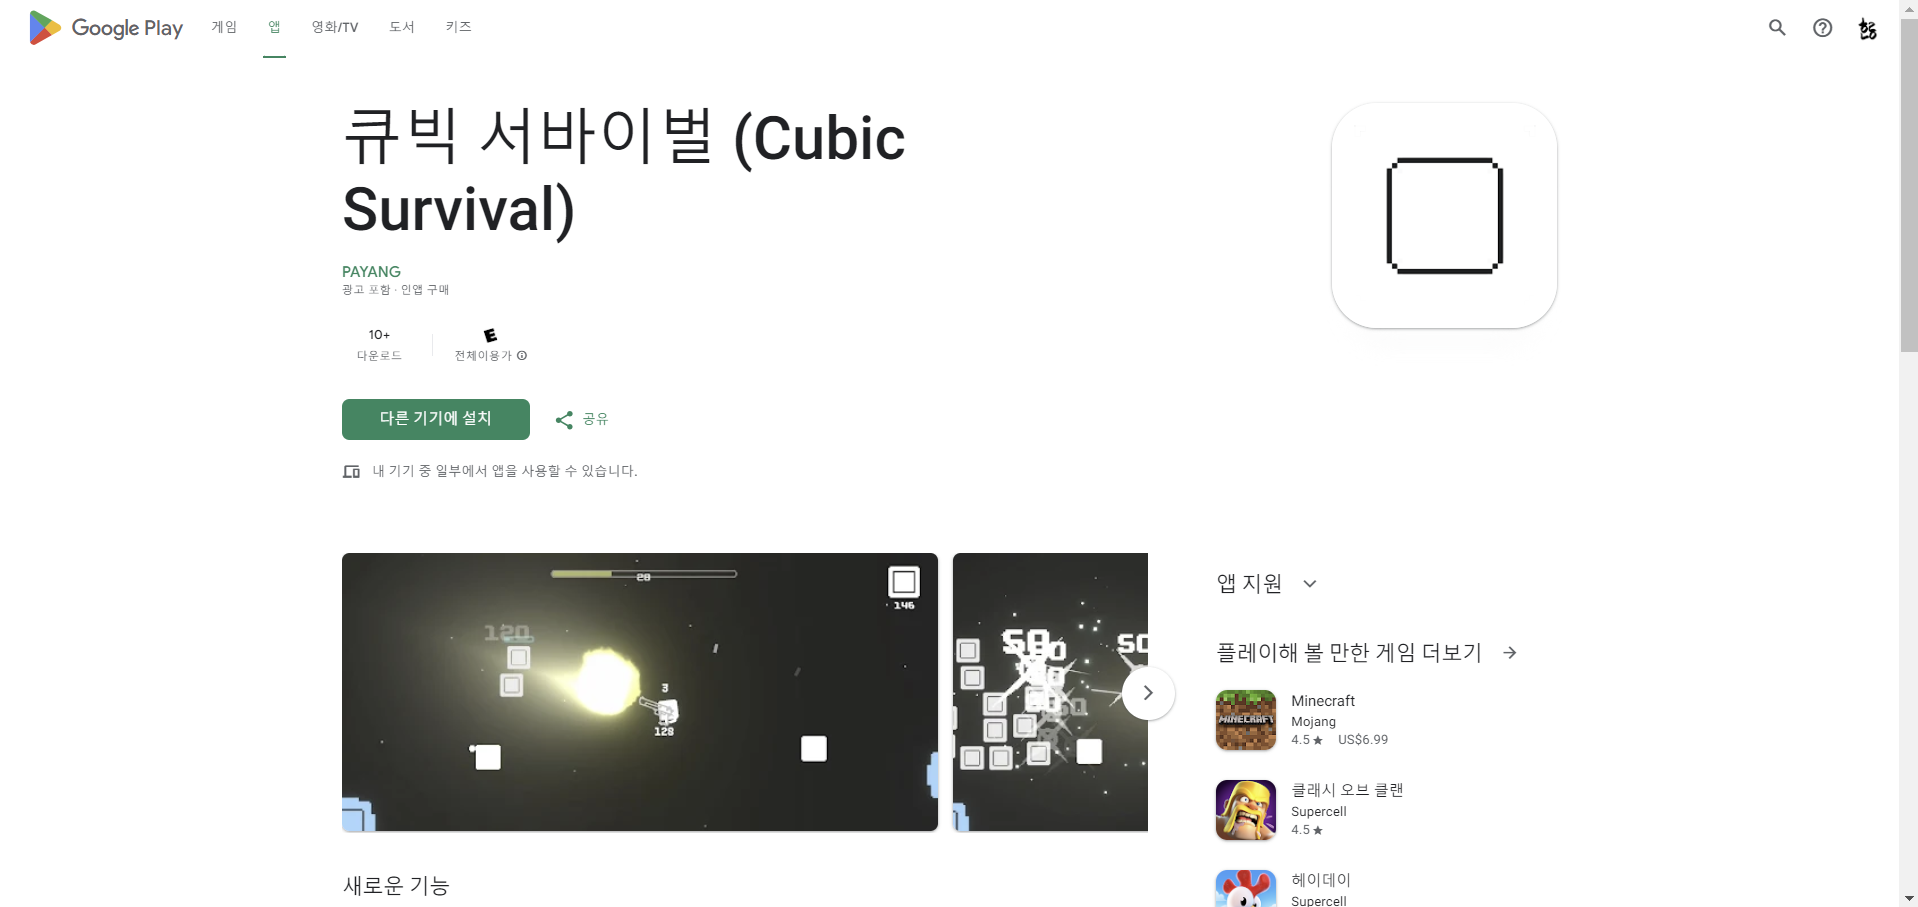 Google Play
게임
앱
영화/TV
도서
키즈
큐빅 서바이벌 (Cubic
Survival)
PAYANG
광고 포함 · 인앱 구매
10+
다운로드
E
전체이용가
다른 기기에 설치
공유
내 기기 중 일부에서 앱을 사용할 수 있습니다.
28
146
120
3
128
50
50
앱 지원
플레이해 볼 만한 게임 더보기
MINECRAFT
Minecraft
Mojang
4.5★ US$6.99
클래시 오브 클랜
Supercell
4.5★
헤이데이
Supercell
새로운 기능